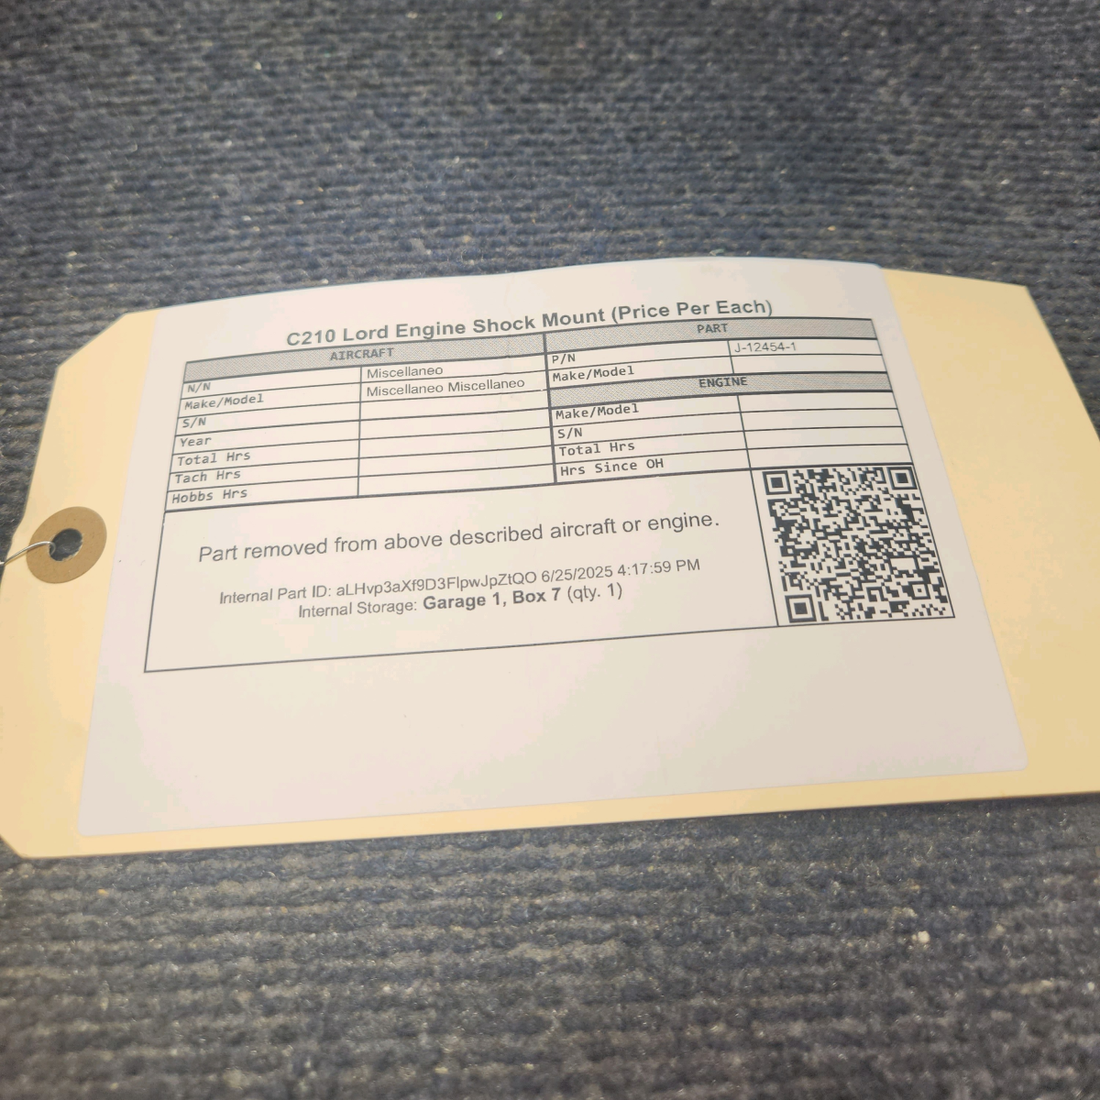 C210 Lord Engine Shock Mount (Price Per Each)
AIRCRAFT
N/N Miscellaneo
Make/Model Miscellaneo Miscellaneo
S/N
Year
Total Hrs
Tach Hrs
Hobbs Hrs
PART
P/N J-12454-1
Make/Model
ENGINE
Make/Model
S/N
Total Hrs
Hrs Since OH
Part removed from above described aircraft or engine.
Internal Part ID: aLHvp3aXf9D3FlpwJpZtQO 6/25/2025 4:17:59 PM
Internal Storage: Garage 1, Box 7 (qty. 1)